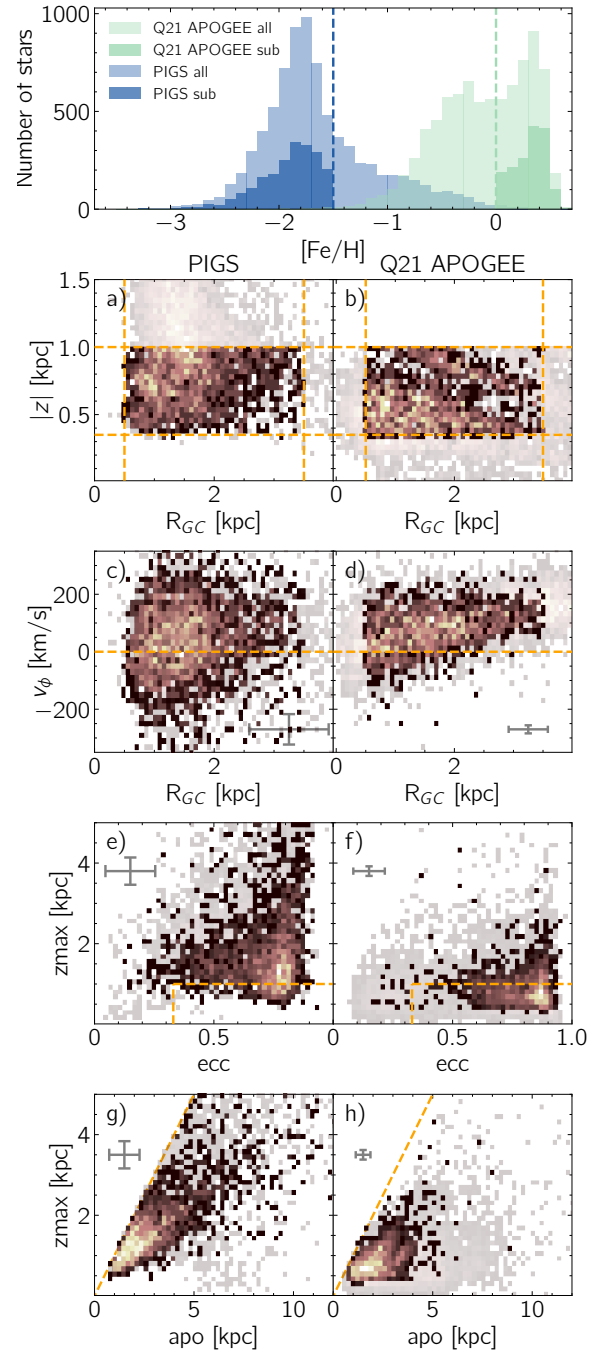 Q21 APOGEE all
Q21 APOGEE sub
PIGS all
PIGS sub
Number of stars
1000
500
0
−3
−2
−1
0
[Fe/H]
PIGS
Q21 APOGEE
a)
b)
|z| [kpc]
1.5
1.0
0.5
0
2
0
2
R_GC [kpc]
R_GC [kpc]
c)
d)
− v_ϕ [km/s]
200
0
−200
0
2
0
2
R_GC [kpc]
R_GC [kpc]
e)
f)
zmax [kpc]
4
2
0
0.5
0
0.5
1.0
ecc
ecc
g)
h)
zmax [kpc]
4
2
0
5
10
0
5
10
apo [kpc]
apo [kpc]